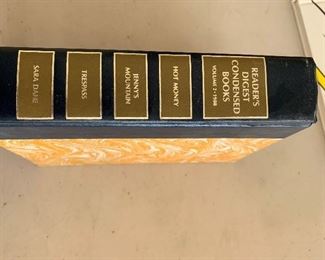 READER'S
DIGEST
CONDENSED
BOOKS
VOLUME 2 • 1988
HOT MONEY
JENNY'S
MOUNTAIN
TRESPASS
SARA DANE